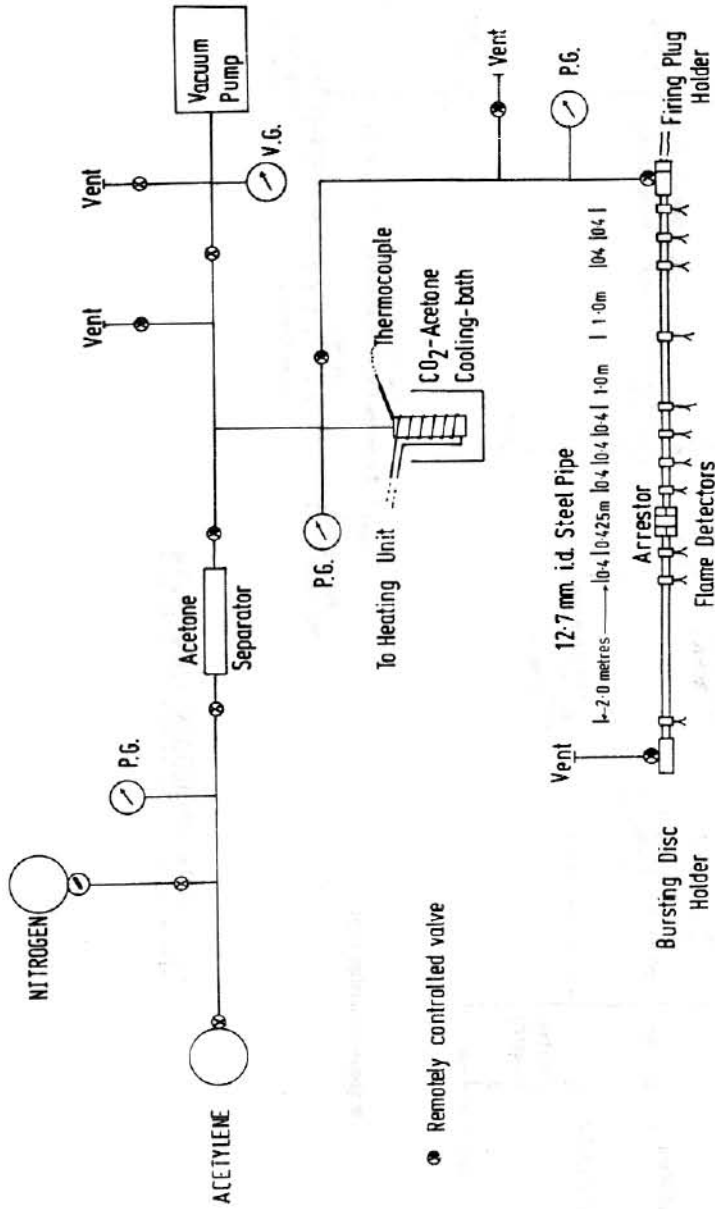 NITROGEN
ACETYLENE
P.G.
Acetone
Separator
Vent
Vent
Vacuum
Pump
V.G.
P.G.
Thermocouple
To Heating Unit
CO₂-Acetone
Cooling-bath
Vent
P.G.
Remotely controlled valve
Vent
12·7 mm. i.d. Steel Pipe
2·0 metres 0·4 0·425m 0·4 0·4 0·4 1·0m 1·0m 0·4 0·4
Arrestor
Firing Plug
Holder
Bursting Disc
Holder
Flame Detectors